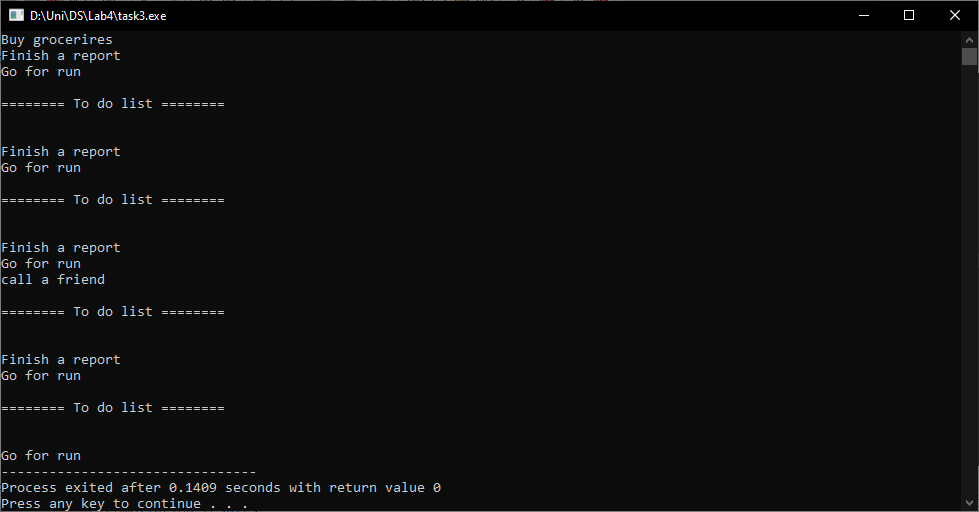 D:\Uni\DS\Lab4\task3.exe
Buy grocerires
Finish a report
Go for run
======== To do list ========
Finish a report
Go for run
======== To do list ========
Finish a report
Go for run
call a friend
======== To do list ========
Finish a report
Go for run
======== To do list ========
Go for run
--------------------------------
Process exited after 0.1409 seconds with return value 0
Press any key to continue . . .